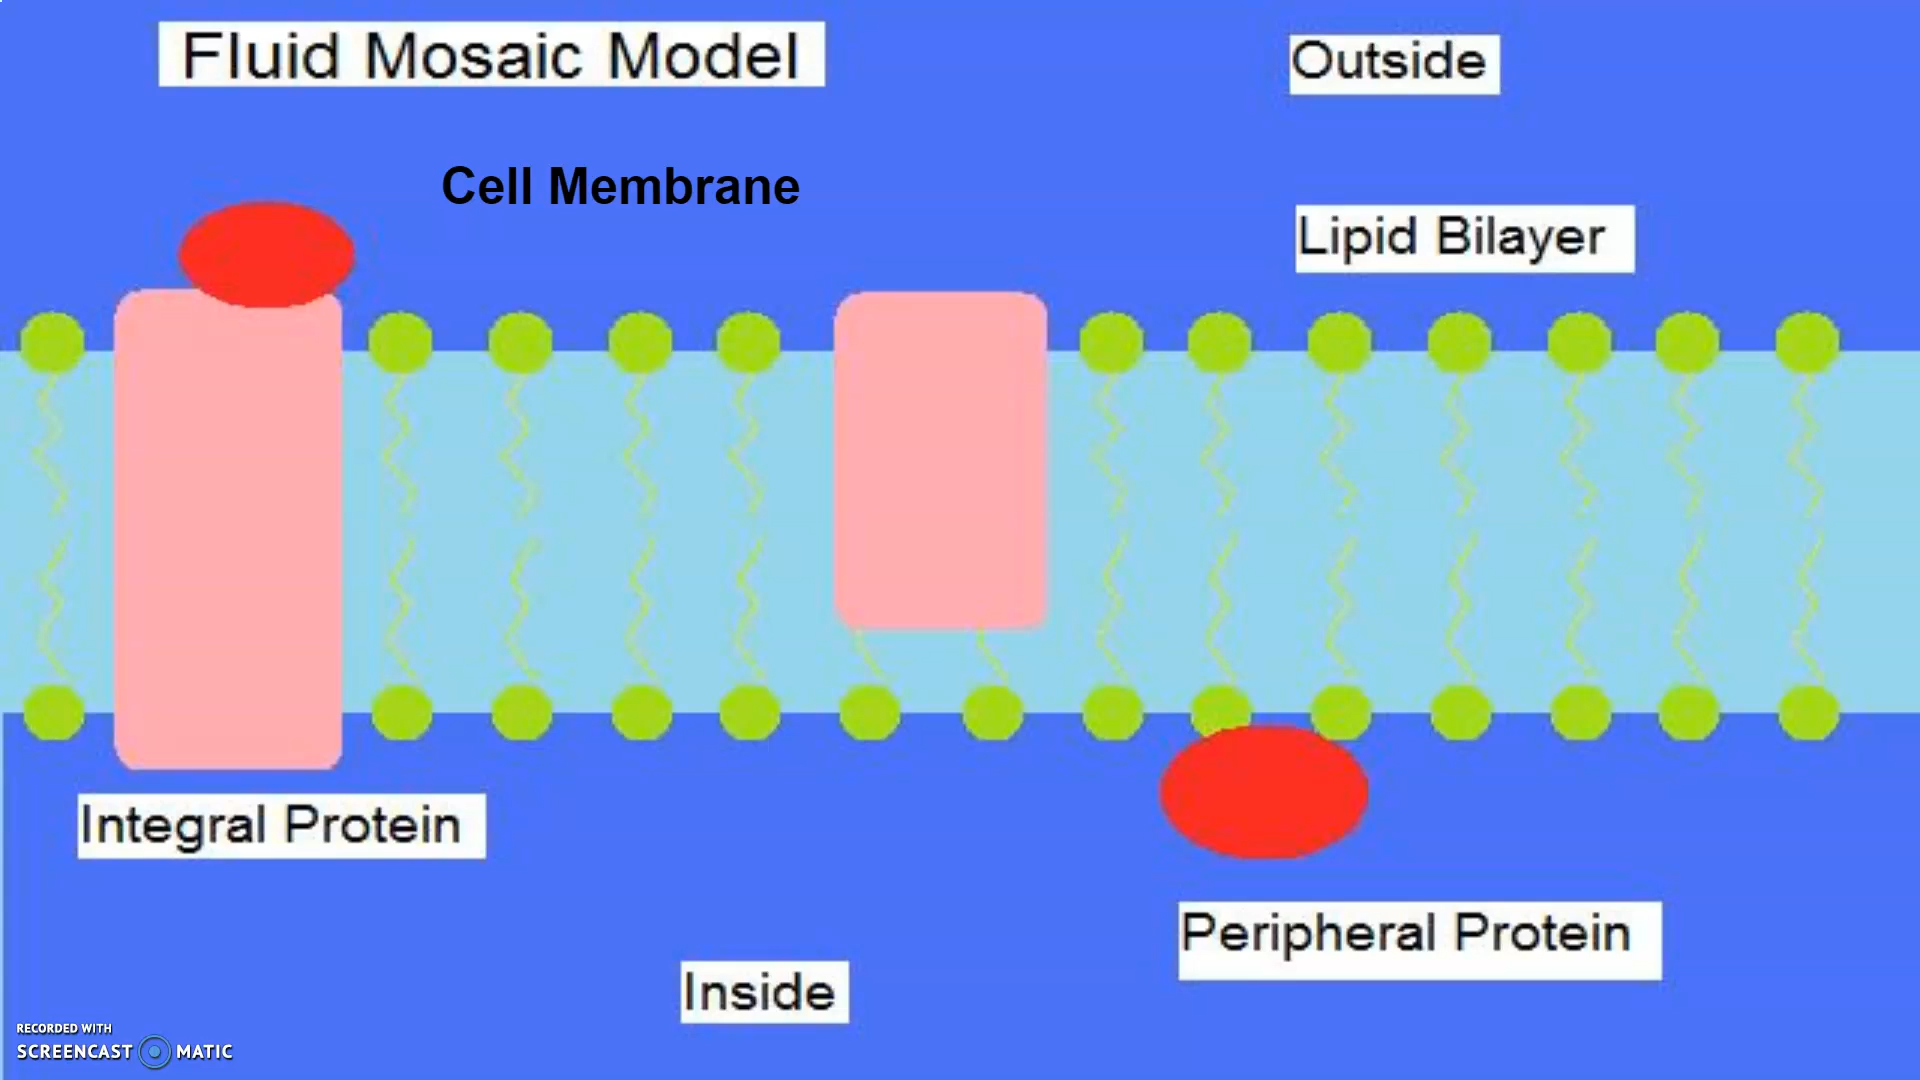 Fluid Mosaic Model
Outside
Cell Membrane
Lipid Bilayer
Integral Protein
Peripheral Protein
Inside
RECORDED WITH
SCREENCAST MATIC